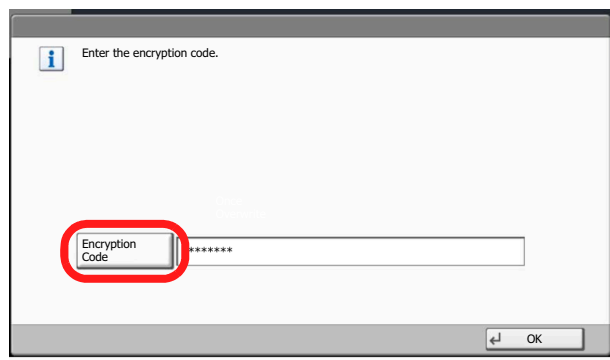 Enter the encryption code.
Encryption
Code
*******
OK